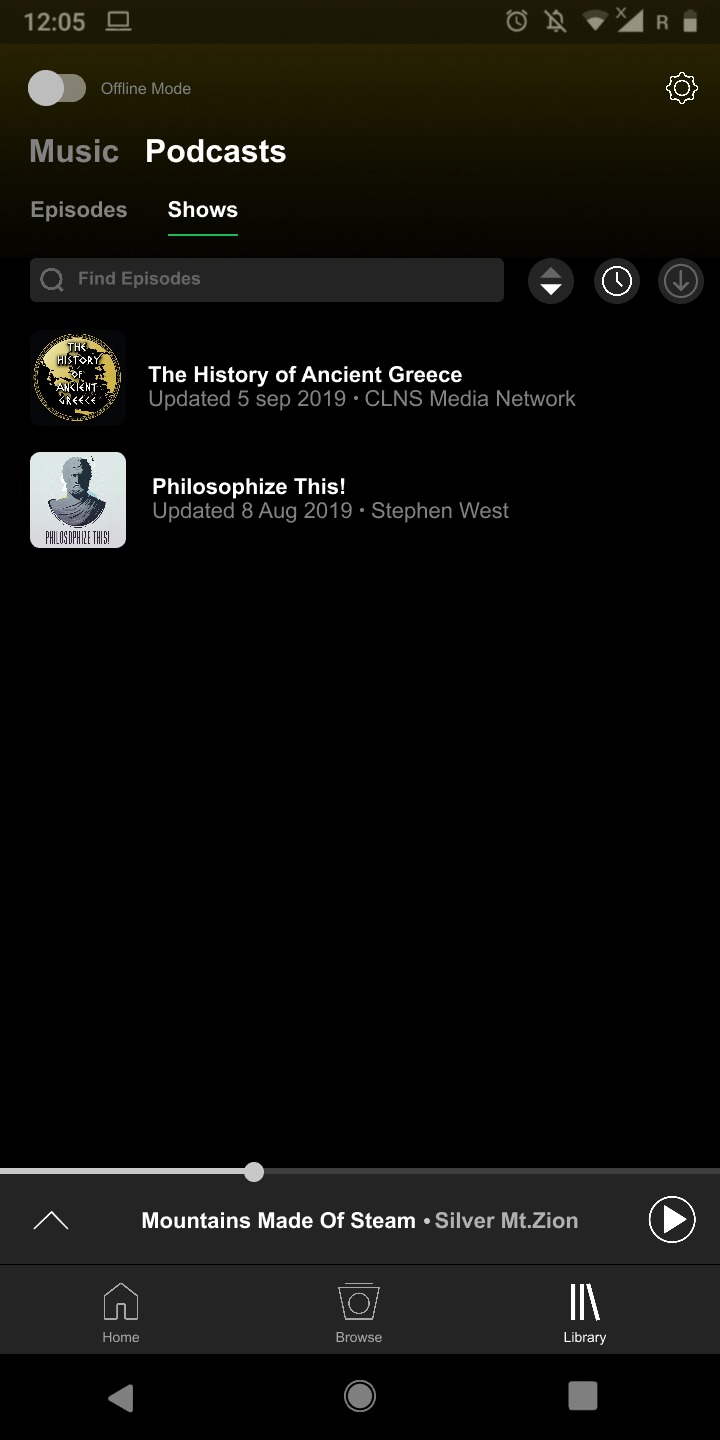 12:05
R
Offline Mode
Music Podcasts
Episodes Shows
Find Episodes
THE
HISTORY
OF
ANCIENT
GREECE
The History of Ancient Greece
Updated 5 sep 2019 • CLNS Media Network
PHILOSOPHIZE THIS!
Philosophize This!
Updated 8 Aug 2019 • Stephen West
Mountains Made Of Steam • Silver Mt.Zion
Home Browse Library